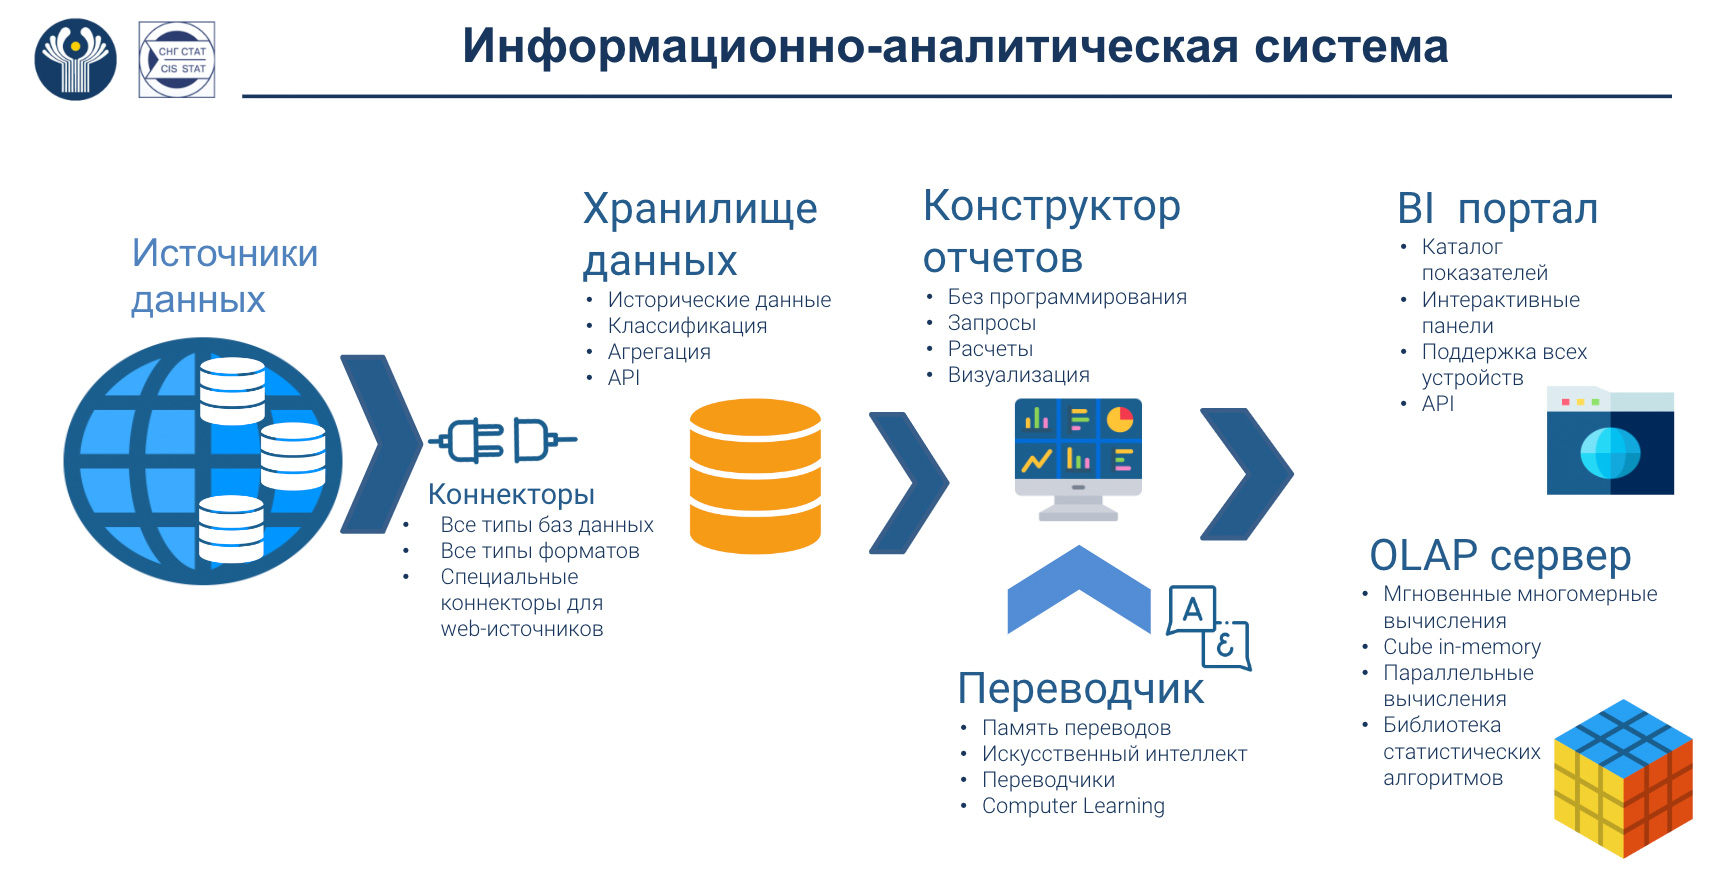 СНГ СТАТ
CIS STAT
Информационно-аналитическая система
Источники
данных
Коннекторы
• Все типы баз данных
• Все типы форматов
• Специальные
коннекторы для
web-источников
Хранилище
данных
• Исторические данные
• Классификация
• Агрегация
• API
Конструктор
отчетов
• Без программирования
• Запросы
• Расчеты
• Визуализация
A
Переводчик
• Память переводов
• Искусственный интеллект
• Переводчики
• Computer Learning
BI портал
• Каталог
показателей
• Интерактивные
панели
• Поддержка всех
устройств
• API
OLAP сервер
• Мгновенные многомерные
вычисления
• Cube in-memory
• Параллельные
вычисления
• Библиотека
статистических
алгоритмов